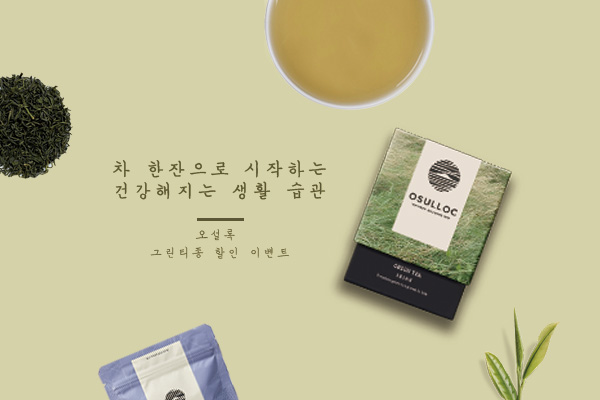 차 한잔으로 시작하는
건강해지는 생활 습관
오설록
그린티종 할인 이벤트
OSULLOC
GREEN TEA